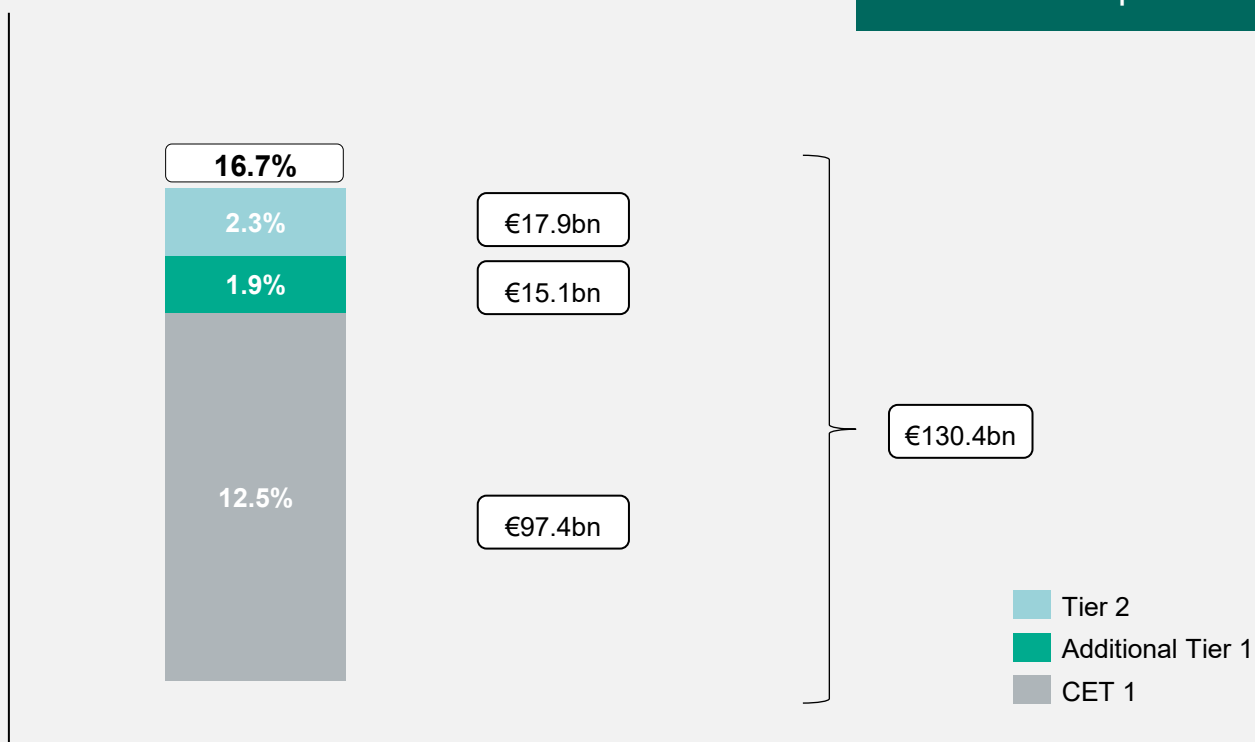 16.7%
2.3%
€17.9bn
1.9%
€15.1bn
€130.4bn
12.5%
€97.4bn
Tier 2
Additional Tier 1
CET 1